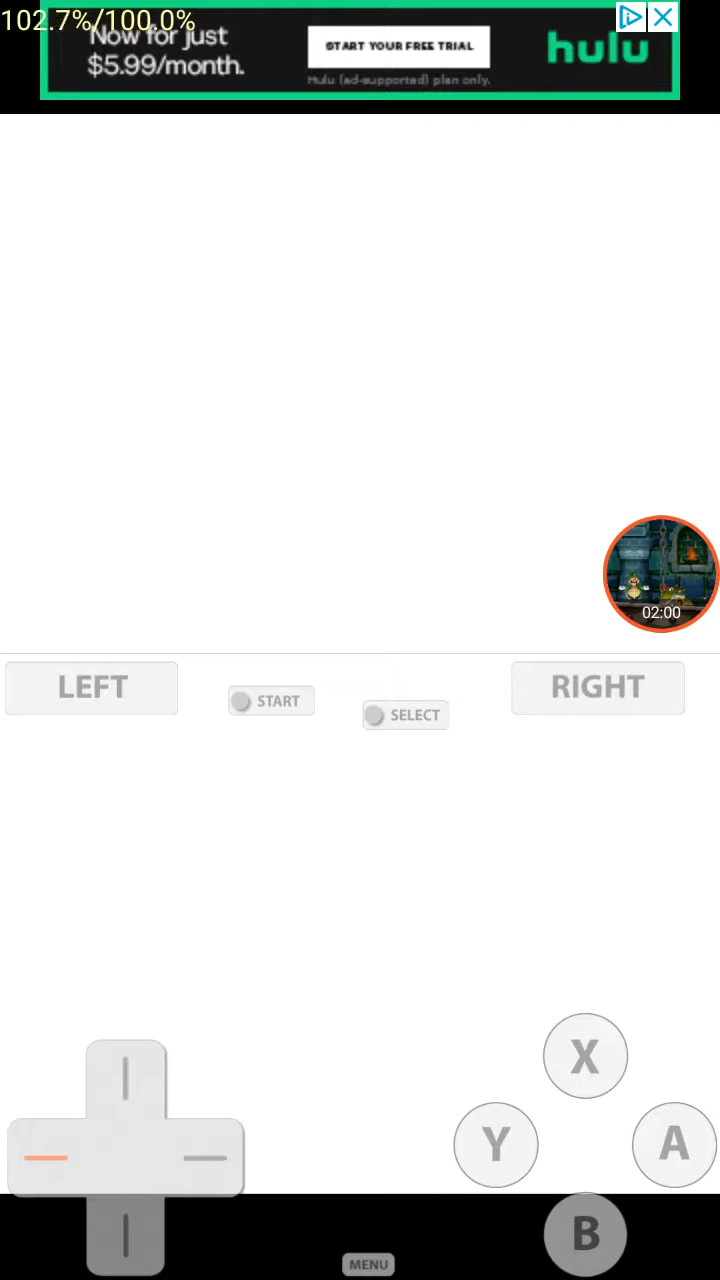 102.7%/100.0%
Now for just
$5.99/month.
START YOUR FREE TRIAL
Hulu (ad-supported) plan only.
hulu
02:00
LEFT
START
SELECT
RIGHT
X
Y
A
B
MENU